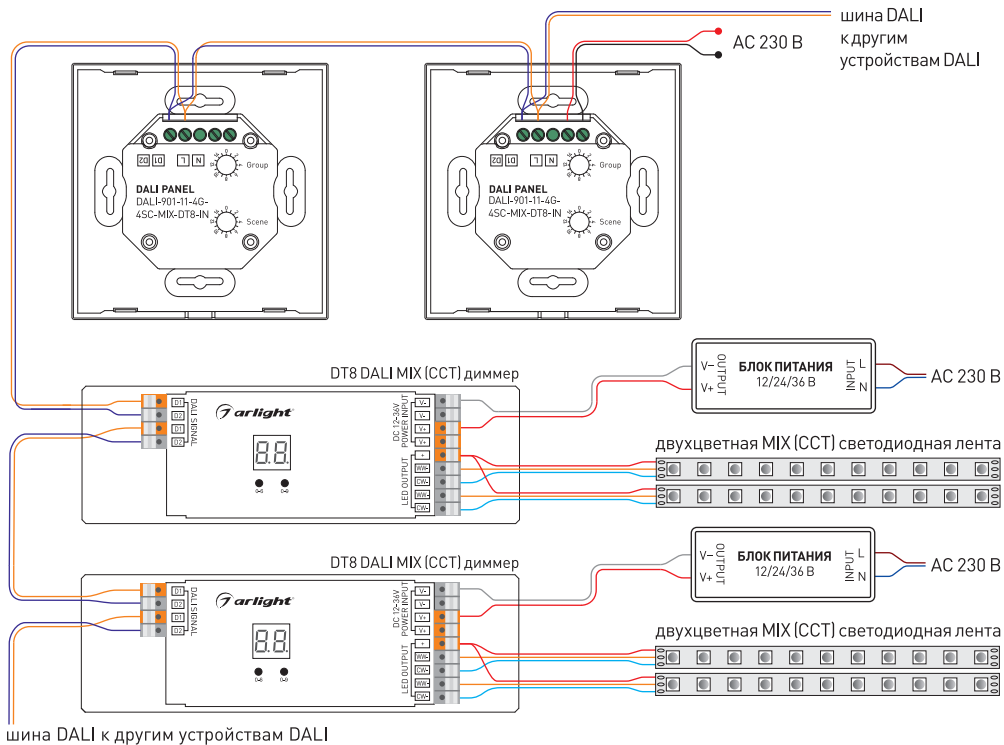 шина DALI
к другим
устройствам DALI
AC 230 В
D2 D1 L N
Group
DALI PANEL
DALI-901-11-4G-
4SC-MIX-DT8-IN
Scene
D2 D1 L N
Group
DALI PANEL
DALI-901-11-4G-
4SC-MIX-DT8-IN
Scene
DT8 DALI MIX (CCT) диммер
D1
D2
D1
D2
DALI SIGNAL
arlight
88.
DC 12-36V
POWER INPUT
LED OUTPUT
V-
V-
V+
V+
+
WW-
CW-
WW-
CW-
V-
V+
OUTPUT
БЛОК ПИТАНИЯ
12/24/36 В
INPUT
L
N
AC 230 В
двухцветная MIX (CCT) светодиодная лента
DT8 DALI MIX (CCT) диммер
D1
D2
D1
D2
DALI SIGNAL
arlight
88.
DC 12-36V
POWER INPUT
LED OUTPUT
V-
V-
V+
V+
+
WW-
CW-
WW-
CW-
V-
V+
OUTPUT
БЛОК ПИТАНИЯ
12/24/36 В
INPUT
L
N
AC 230 В
двухцветная MIX (CCT) светодиодная лента
шина DALI к другим устройствам DALI